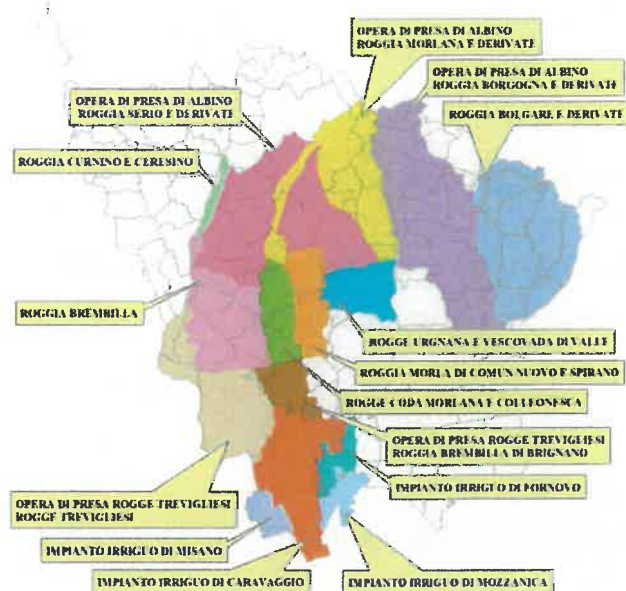 OPERA DI PRESA DI ALBINO
ROGGIA MORLANA E DERIVATE
OPERA DI PRESA DI ALBINO
ROGGIA BORGOGNA E DERIVATE
OPERA DI PRESA DI ALBINO
ROGGIA SERIO E DERIVATE
ROGGIA BOLGARE E DERIVATE
ROGGIA CURNINO E CERESINO
ROGGIA BREMBILLA
ROGGE URGNANA E VESCOVADA DI VALLE
ROGGIA MORLA DI COMUN NUOVO E SPIRANO
ROGGE CODA MORLANA E COLLEONESCA
OPERA DI PRESA ROGGE TREVIGLIESI
ROGGIA BREMBILLA DI BRIGNANO
IMPIANTO IRRIGUO DI FORNOVO
OPERA DI PRESA ROGGE TREVIGLIESI
ROGGE TREVIGLIESI
IMPIANTO IRRIGUO DI MISANO
IMPIANTO IRRIGUO DI CARAVAGGIO
IMPIANTO IRRIGUO DI MOZZANICA